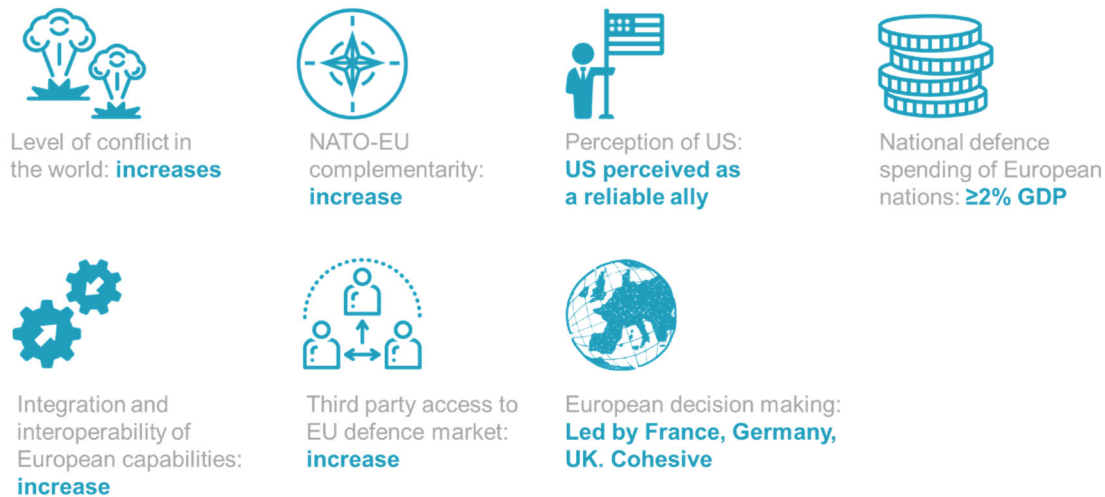 Level of conflict in
the world: increases
NATO-EU
complementarity:
increase
Perception of US:
US perceived as
a reliable ally
National defence
spending of European
nations: ≥2% GDP
Integration and
interoperability of
European capabilities:
increase
Third party access to
EU defence market:
increase
European decision making:
Led by France, Germany,
UK. Cohesive